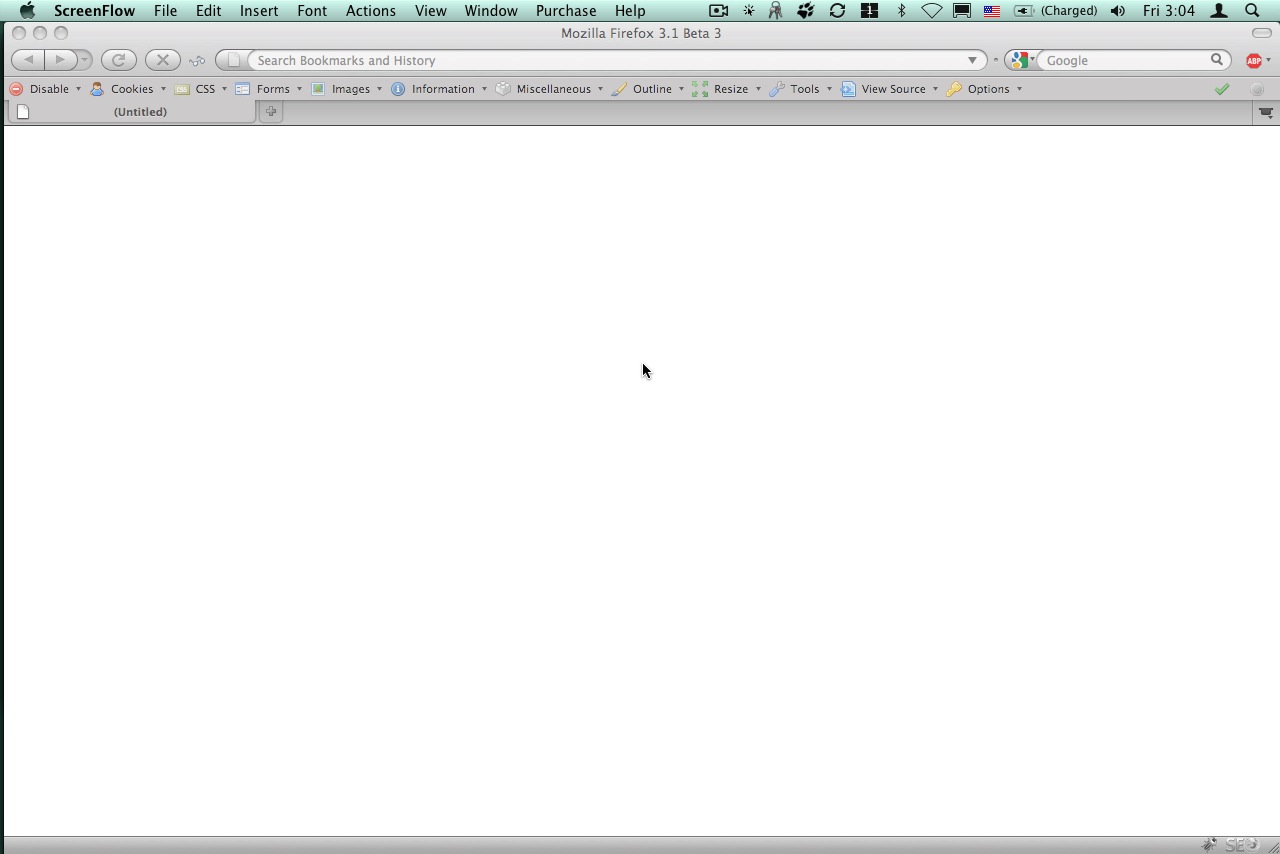 ScreenFlow File Edit Insert Font Actions View Window Purchase Help 1 (Charged) Fri 3:04
Mozilla Firefox 3.1 Beta 3
Search Bookmarks and History Google ABP
Disable Cookies CSS Forms Images Information Miscellaneous Outline Resize Tools View Source Options
(Untitled)
SEO